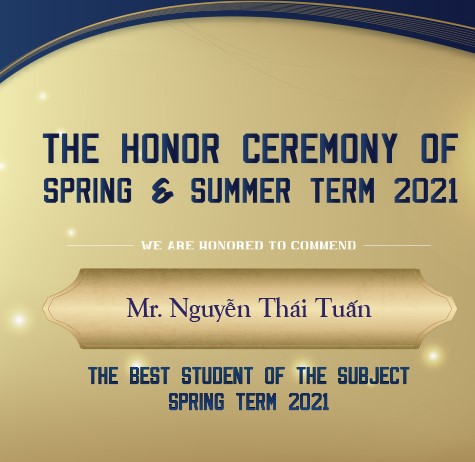 THE HONOR CEREMONY OF
SPRING & SUMMER TERM 2021
WE ARE HONORED TO COMMEND
Mr. Nguyễn Thái Tuấn
THE BEST STUDENT OF THE SUBJECT
SPRING TERM 2021